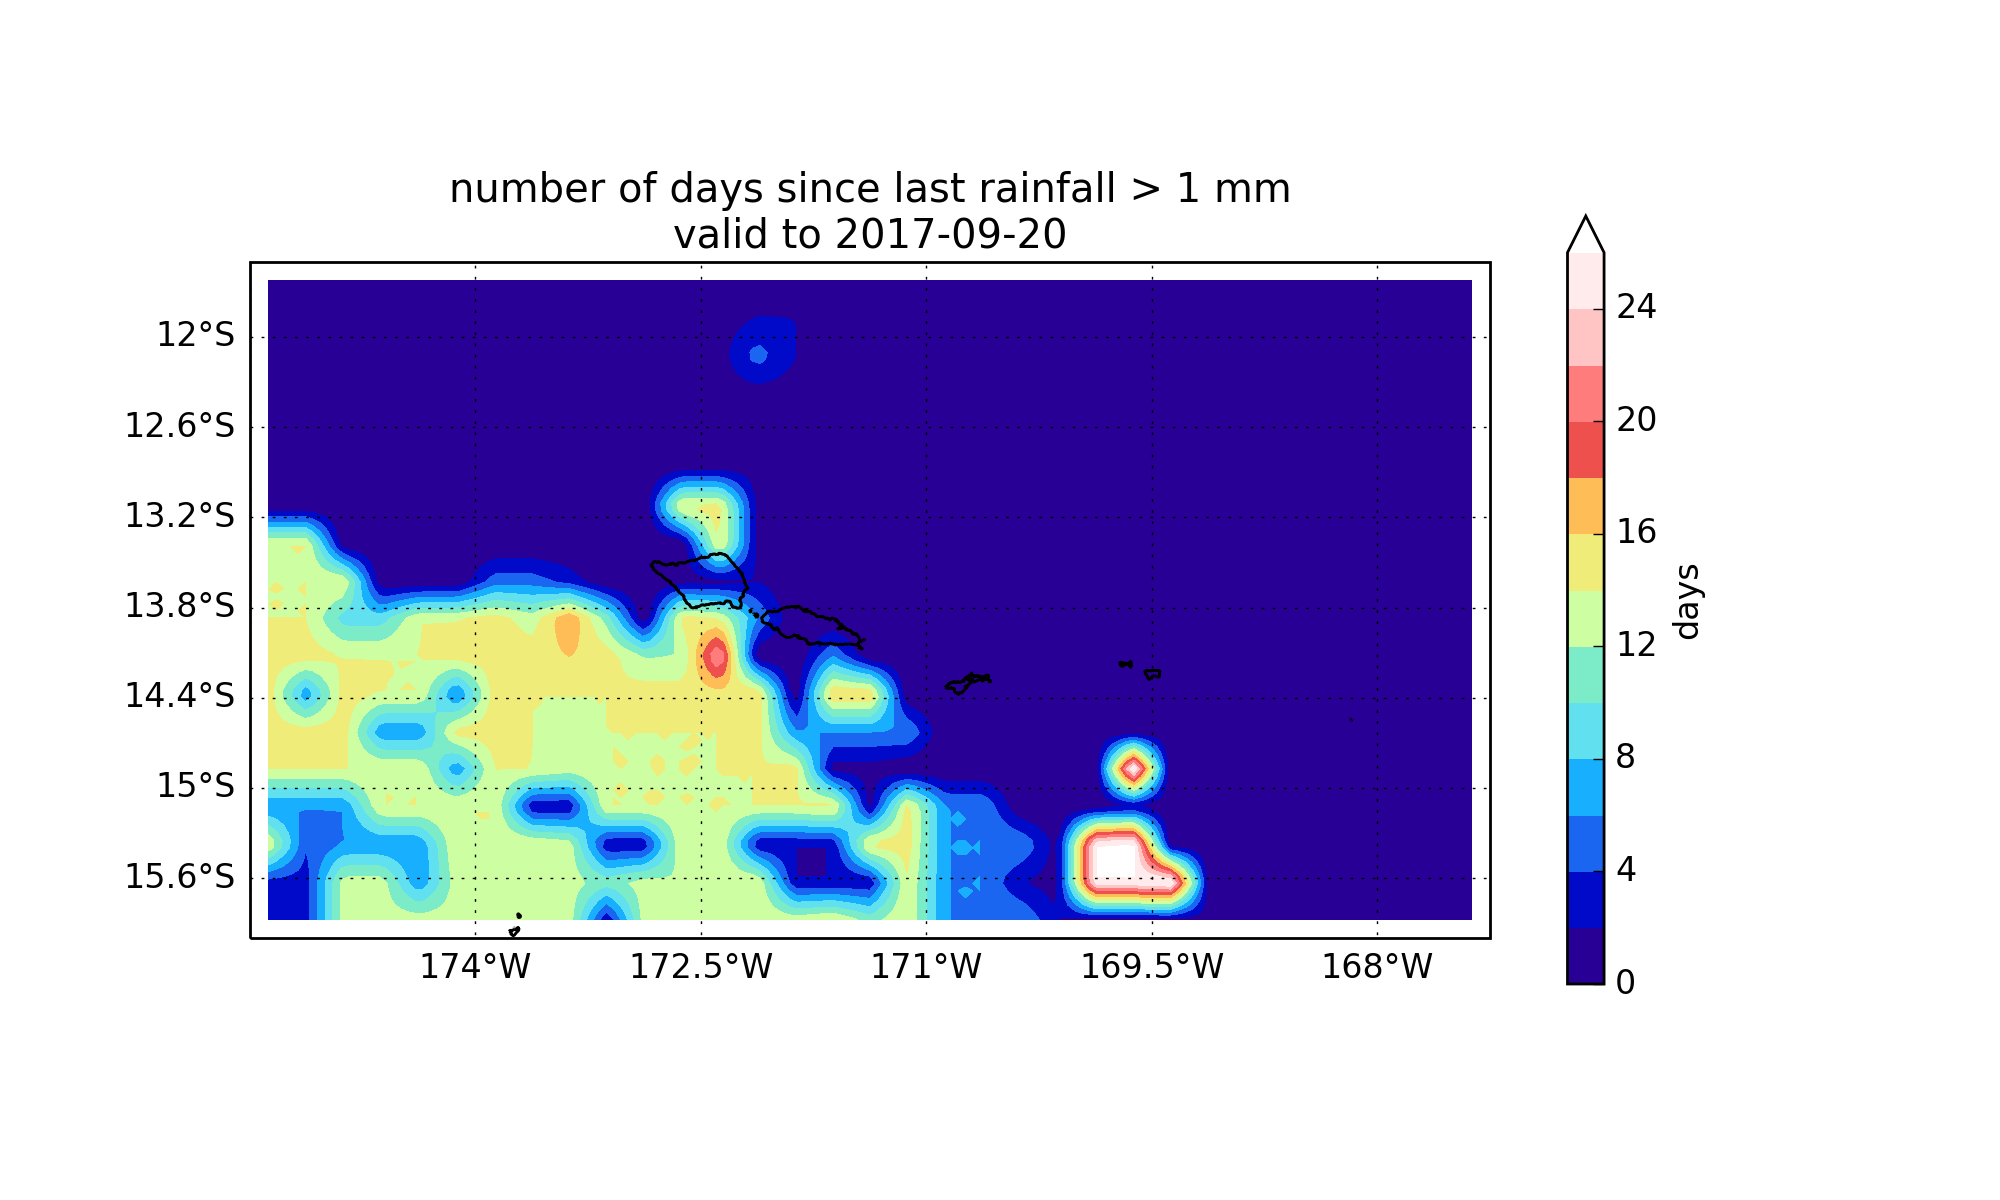 number of days since last rainfall > 1 mm
valid to 2017-09-20
12°S
12.6°S
13.2°S
13.8°S
14.4°S
15°S
15.6°S
174°W
172.5°W
171°W
169.5°W
168°W
24
20
16
12
8
4
0
days